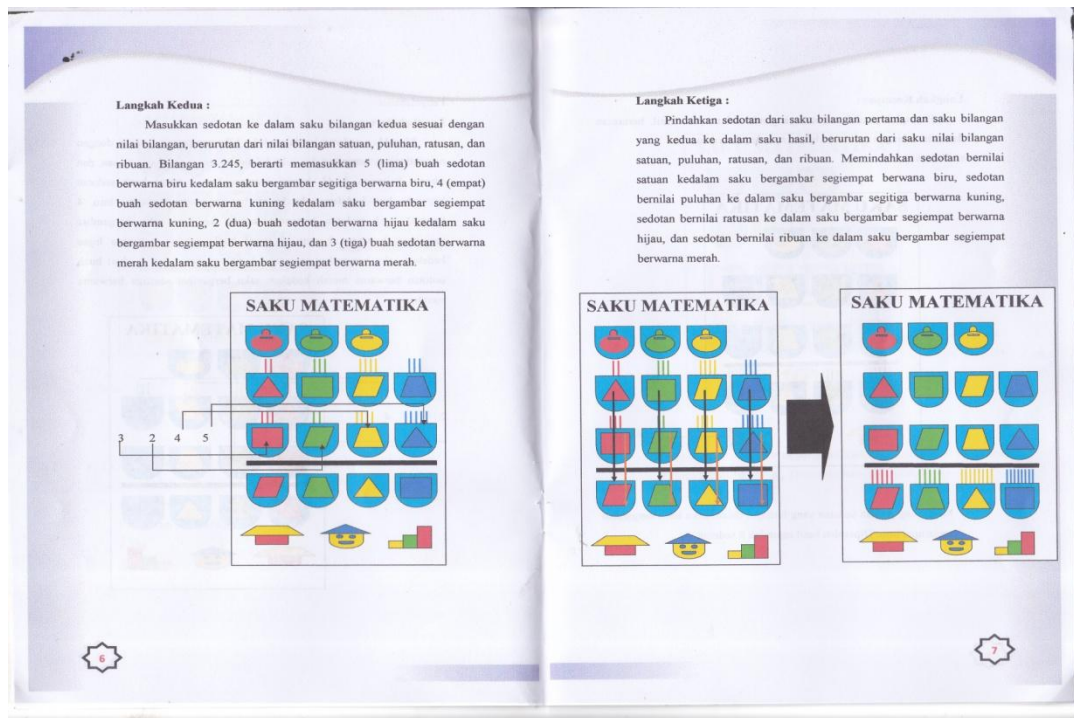 Langkah Kedua :
Masukkan sedotan ke dalam saku bilangan kedua sesuai dengan
nilai bilangan, berurutan dari nilai bilangan satuan, puluhan, ratusan, dan
ribuan. Bilangan 3.245, berarti memasukkan 5 (lima) buah sedotan
berwarna biru kedalam saku bergambar segitiga berwarna biru, 4 (empat)
buah sedotan berwarna kuning kedalam saku bergambar segiempat
berwarna kuning, 2 (dua) buah sedotan berwarna hijau kedalam saku
bergambar segiempat berwarna hijau, dan 3 (tiga) buah sedotan berwarna
merah kedalam saku bergambar segiempat berwarna merah.
SAKU MATEMATIKA
3 2 4 5
6
Langkah Ketiga :
Pindahkan sedotan dari saku bilangan pertama dan saku bilangan
yang kedua ke dalam saku hasil, berurutan dari saku nilai bilangan
satuan, puluhan, ratusan, dan ribuan. Memindahkan sedotan bernilai
satuan kedalam saku bergambar segiempat berwana biru, sedotan
bernilai puluhan ke dalam saku bergambar segitiga berwarna kuning,
sedotan bernilai ratusan ke dalam saku bergambar segiempat berwarna
hijau, dan sedotan bernilai ribuan ke dalam saku bergambar segiempat
berwarna merah.
SAKU MATEMATIKA
SAKU MATEMATIKA
7